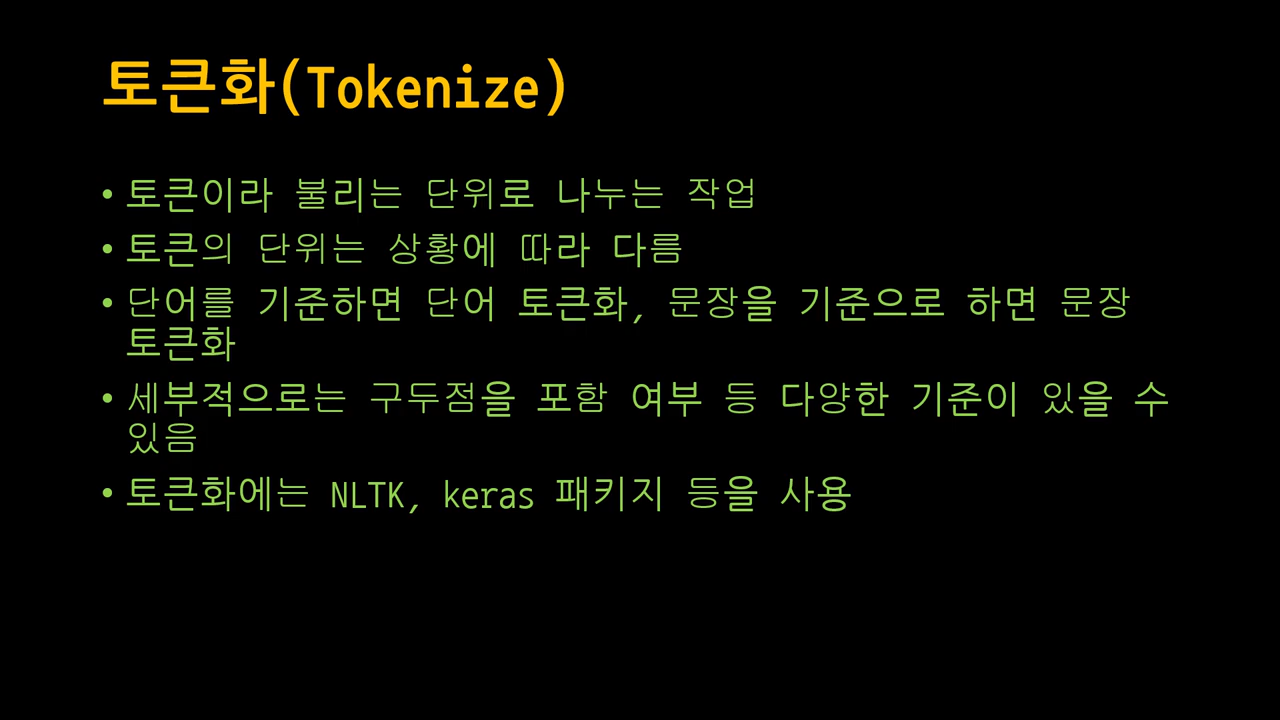 토큰화(Tokenize)
• 토큰이라 불리는 단위로 나누는 작업
• 토큰의 단위는 상황에 따라 다름
• 단어를 기준하면 단어 토큰화, 문장을 기준으로 하면 문장
토큰화
• 세부적으로는 구두점을 포함 여부 등 다양한 기준이 있을 수
있음
• 토큰화에는 NLTK, keras 패키지 등을 사용